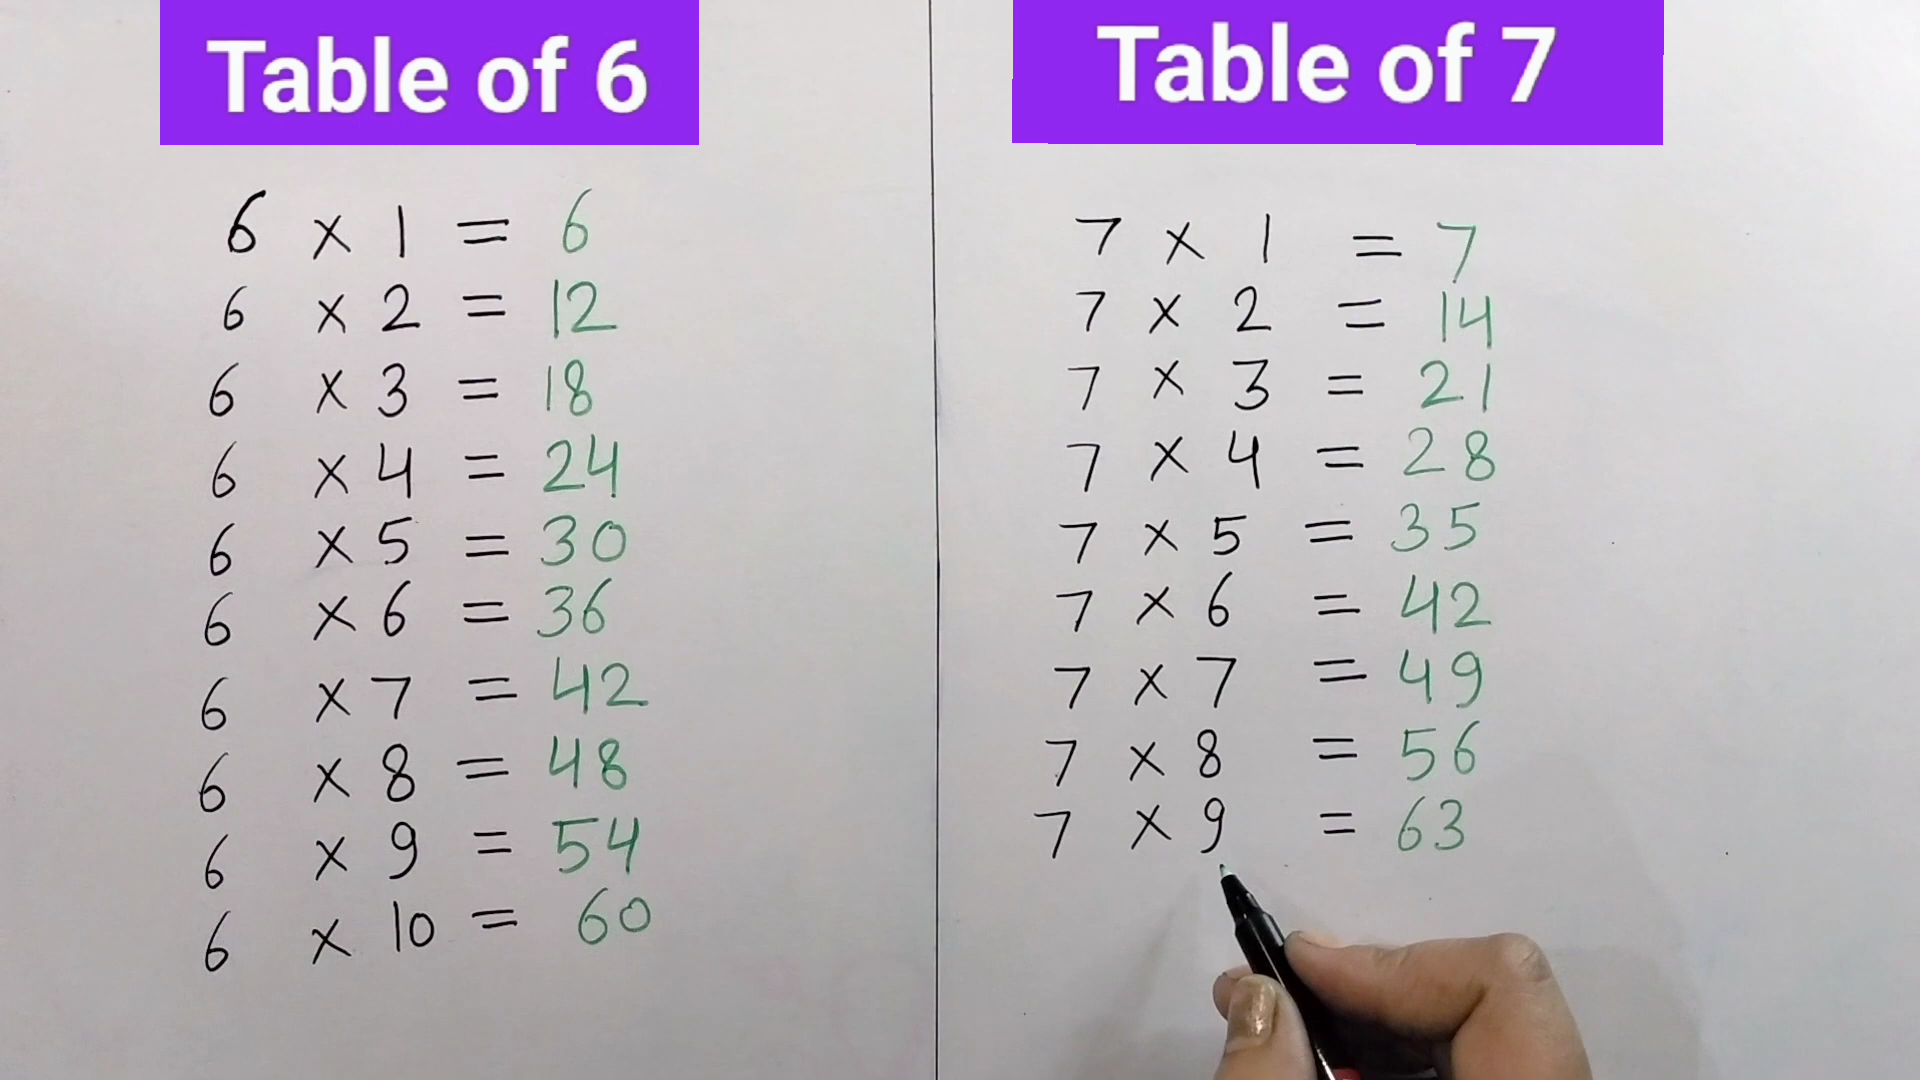 Table of 6
6 × 1 = 6
6 × 2 = 12
6 × 3 = 18
6 × 4 = 24
6 × 5 = 30
6 × 6 = 36
6 × 7 = 42
6 × 8 = 48
6 × 9 = 54
6 × 10 = 60
Table of 7
7 × 1 = 7
7 × 2 = 14
7 × 3 = 21
7 × 4 = 28
7 × 5 = 35
7 × 6 = 42
7 × 7 = 49
7 × 8 = 56
7 × 9 = 63